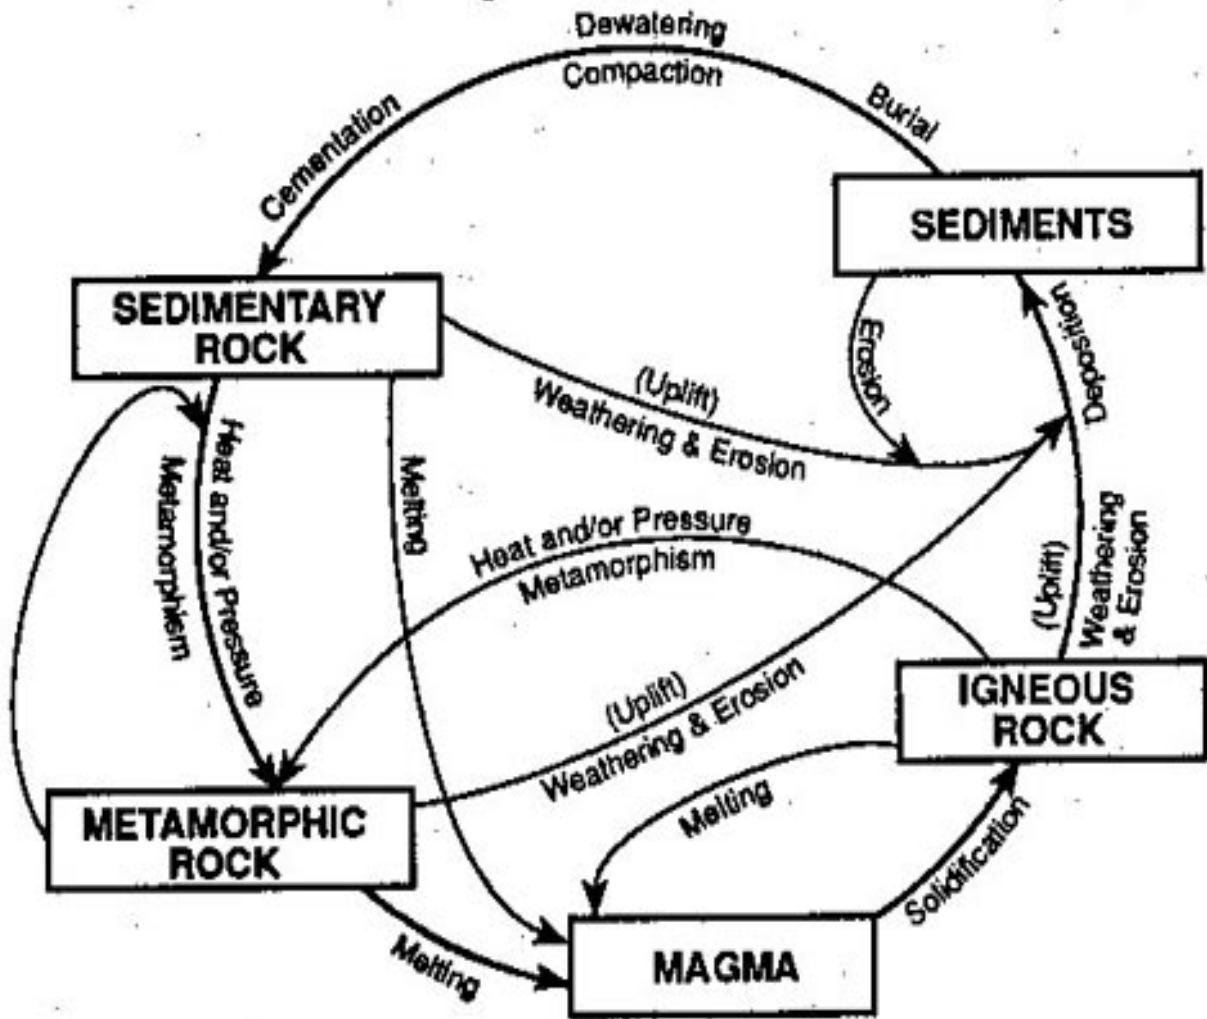 Dewatering
Compaction
Burial
Cementation
SEDIMENTS
SEDIMENTARY
ROCK
Deposition
Erosion
(Uplift)
Weathering & Erosion
Heat and/or Pressure
Metamorphism
Melting
Heat and/or Pressure
Metamorphism
(Uplift)
Weathering
& Erosion
(Uplift)
Weathering & Erosion
IGNEOUS
ROCK
METAMORPHIC
ROCK
Melting
Solidification
Melting
MAGMA